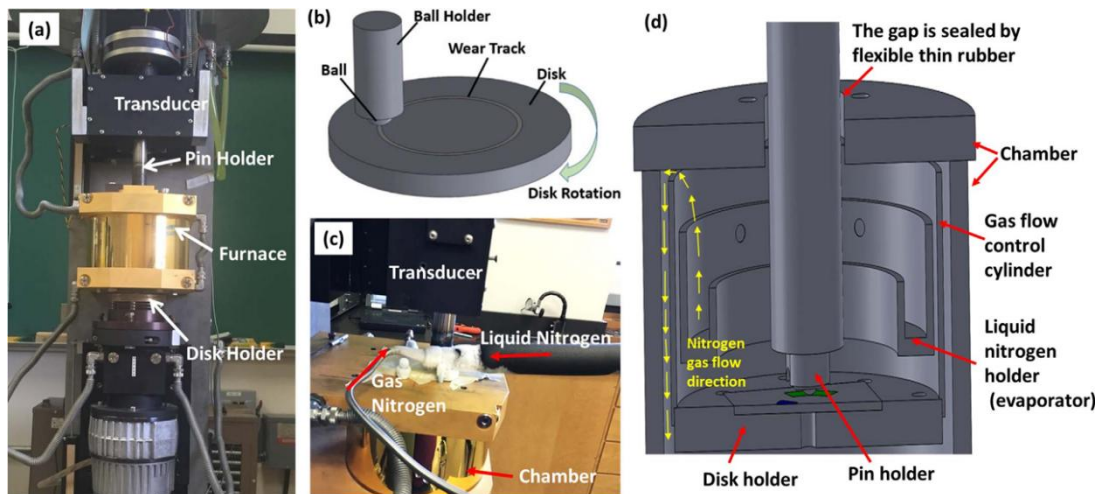 (a)
Transducer
Pin Holder
Furnace
Disk Holder
(b)
Ball Holder
Wear Track
Ball
Disk
Disk Rotation
(c)
Transducer
Liquid Nitrogen
Gas
Nitrogen
Chamber
(d)
The gap is sealed by
flexible thin rubber
Chamber
Gas flow
control
cylinder
Liquid
nitrogen
holder
(evaporator)
Nitrogen
gas flow
direction
Disk holder
Pin holder